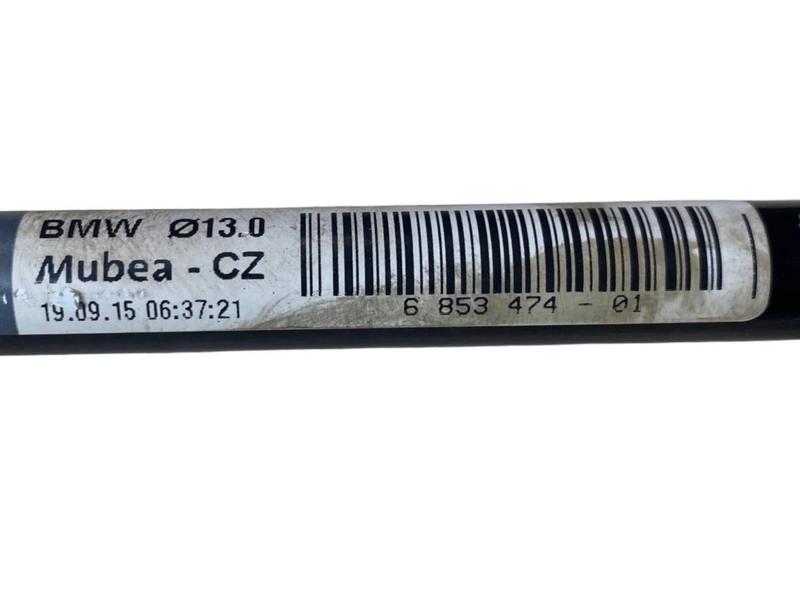 BMW Ø13.0
Mubea - CZ
19.09.15 06:37:21
6 853 474 - 01